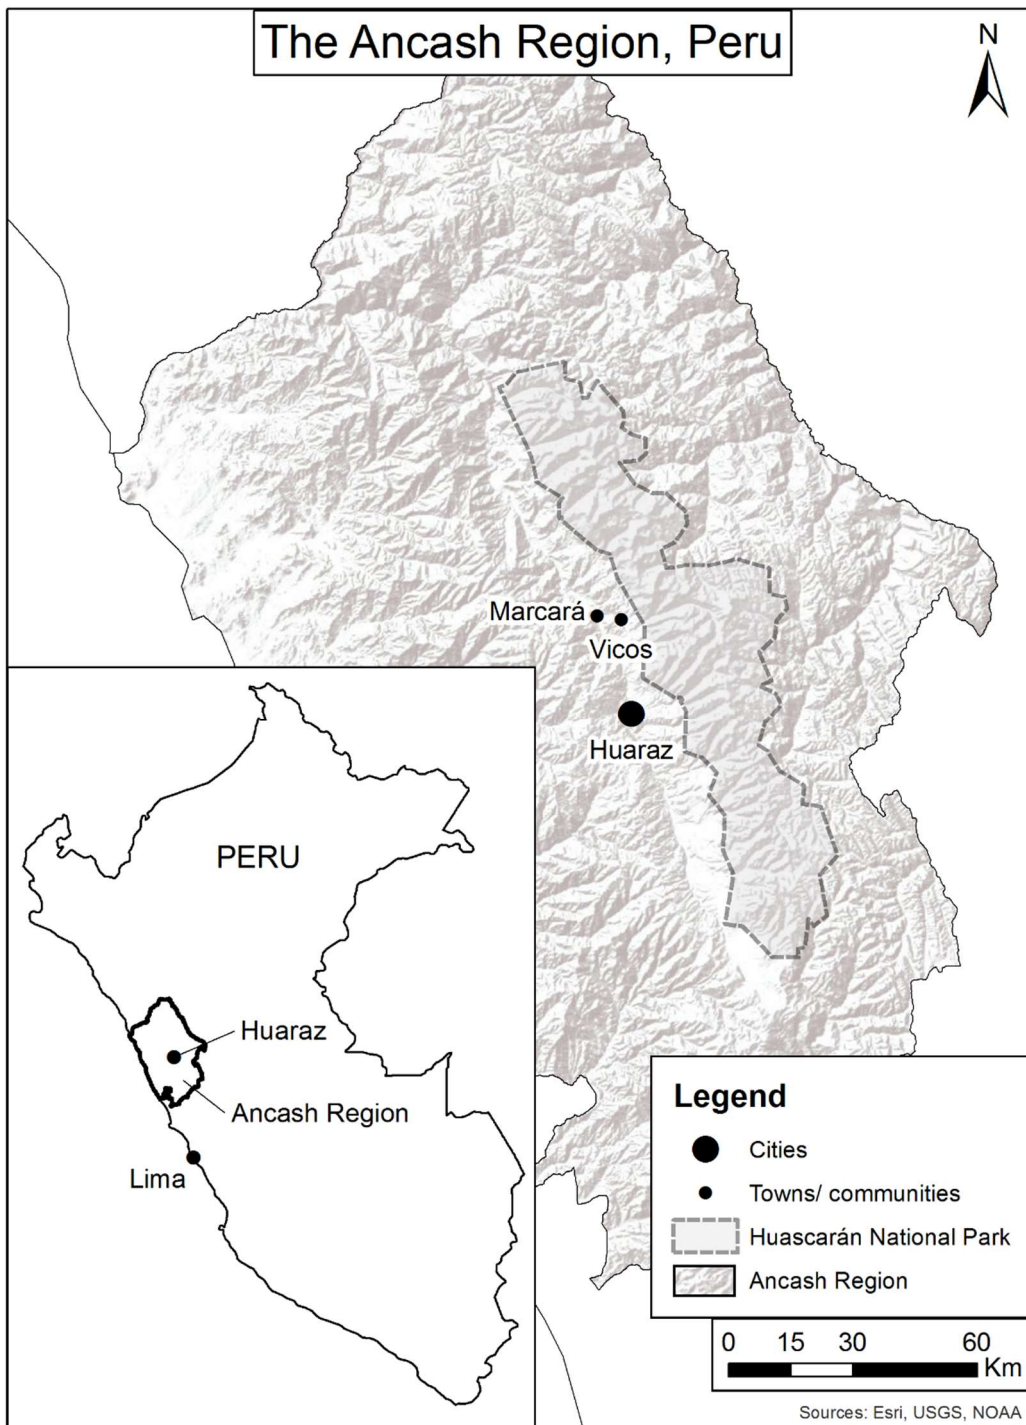 The Ancash Region, Peru
N
Marcará
Vicos
Huaraz
PERU
Huaraz
Ancash Region
Lima
Legend
Cities
Towns/ communities
Huascarán National Park
Ancash Region
0 15 30 60
Km
Sources: Esri, USGS, NOAA